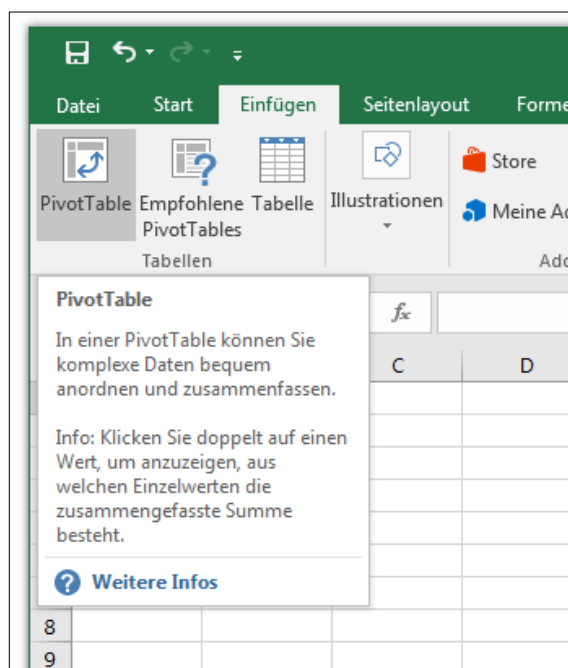 Datei Start Einfügen Seitenlayout
PivotTable Empfohlene PivotTables Tabelle Illustrationen Store
Meine
Tabellen
PivotTable
In einer PivotTable können Sie
komplexe Daten bequem
anordnen und zusammenfassen.
Info: Klicken Sie doppelt auf einen
Wert, um anzuzeigen, aus
welchen Einzelwerten die
zusammengefasste Summe
besteht.
? Weitere Infos
fx
C D
8
9